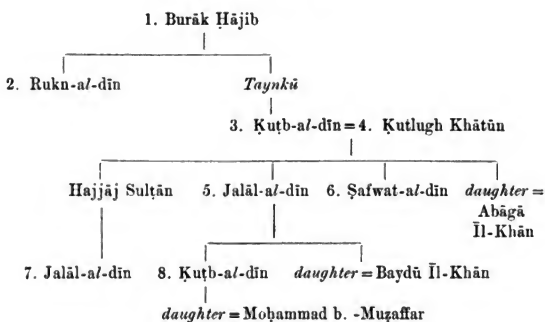 1. Burāk Ḥājib
2. Rukn-al-dīn Taynkū
3. Ḳuṭb-al-dīn = 4. Ḳutlugh Khātūn
Hajjāj Sulṭān 5. Jalāl-al-dīn 6. Ṣafwat-al-dīn daughter =
Abāgā
Īl-Khān
7. Jalāl-al-dīn 8. Ḳuṭb-al-dīn daughter = Baydū Īl-Khān
daughter = Moḥammad b. -Muẓaffar